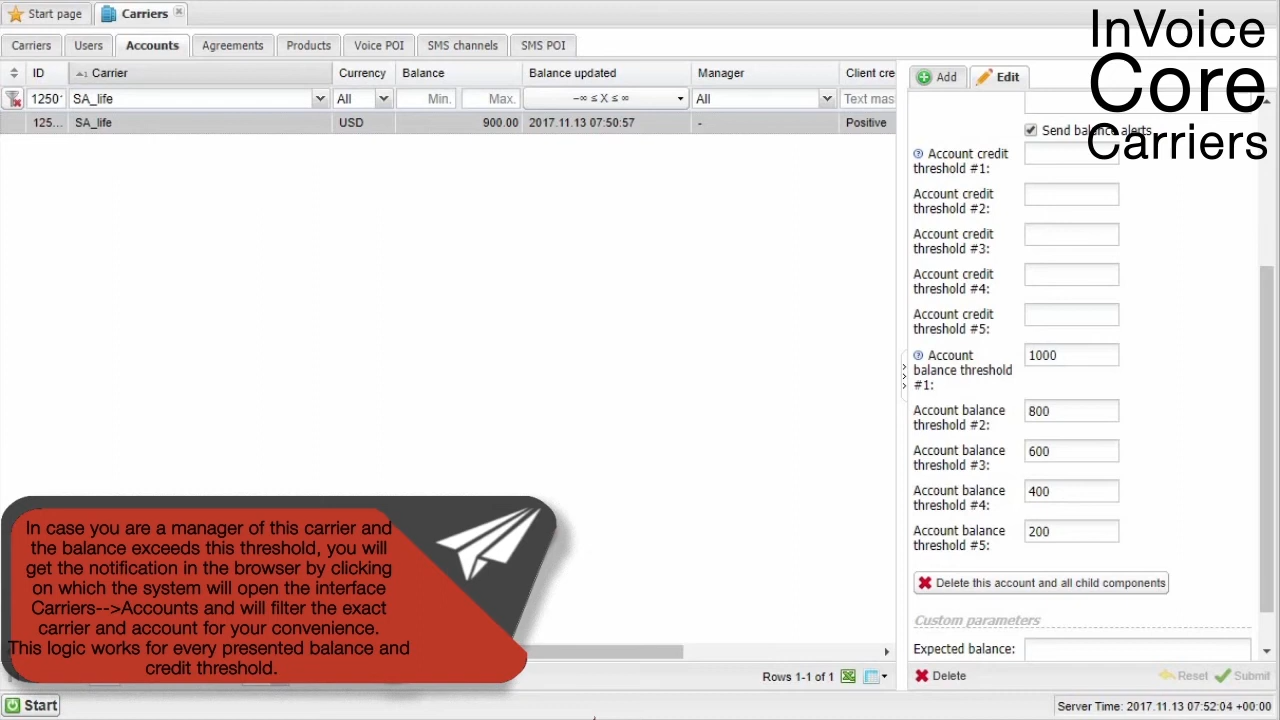 Start page
Carriers
InVoice
Core
Carriers
Carriers
Users
Accounts
Agreements
Products
Voice POI
SMS channels
SMS POI
ID
Carrier
Currency
Balance
Balance updated
Manager
Client cre
1250
SA_life
All
Min.
Max.
-∞ ≤ X ≤ ∞
All
Text mas
125...
SA_life
USD
900.00
2017.11.13 07:50:57
-
Positive
Add
Edit
Send balance alerts
Account credit
threshold #1:
Account credit
threshold #2:
Account credit
threshold #3:
Account credit
threshold #4:
Account credit
threshold #5:
Account
balance threshold
#1:
1000
Account balance
threshold #2:
800
Account balance
threshold #3:
600
Account balance
threshold #4:
400
Account balance
threshold #5:
200
Delete this account and all child components
Custom parameters
Expected balance:
Delete
Reset
Submit
In case you are a manager of this carrier and
the balance exceeds this threshold, you will
get the notification in the browser by clicking
on which the system will open the interface
Carriers-->Accounts and will filter the exact
carrier and account for your convenience.
This logic works for every presented balance and
credit threshold.
Rows 1-1 of 1
Start
Server Time: 2017.11.13 07:52:04 +00:00